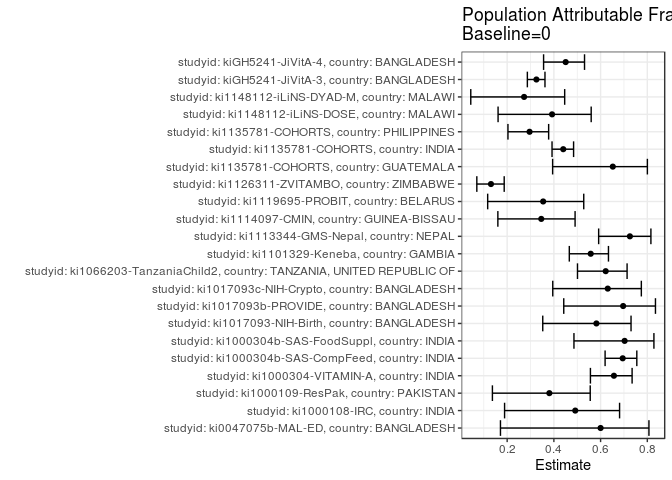 Population Attributable Fra
Baseline=0
studyid: kiGH5241-JiVitA-4, country: BANGLADESH
studyid: kiGH5241-JiVitA-3, country: BANGLADESH
studyid: ki1148112-iLiNS-DYAD-M, country: MALAWI
studyid: ki1148112-iLiNS-DOSE, country: MALAWI
studyid: ki1135781-COHORTS, country: PHILIPPINES
studyid: ki1135781-COHORTS, country: INDIA
studyid: ki1135781-COHORTS, country: GUATEMALA
studyid: ki1126311-ZVITAMBO, country: ZIMBABWE
studyid: ki1119695-PROBIT, country: BELARUS
studyid: ki1114097-CMIN, country: GUINEA-BISSAU
studyid: ki1113344-GMS-Nepal, country: NEPAL
studyid: ki1101329-Keneba, country: GAMBIA
studyid: ki1066203-TanzaniaChild2, country: TANZANIA, UNITED REPUBLIC OF
studyid: ki1017093c-NIH-Crypto, country: BANGLADESH
studyid: ki1017093b-PROVIDE, country: BANGLADESH
studyid: ki1017093-NIH-Birth, country: BANGLADESH
studyid: ki1000304b-SAS-FoodSuppl, country: INDIA
studyid: ki1000304b-SAS-CompFeed, country: INDIA
studyid: ki1000304-VITAMIN-A, country: INDIA
studyid: ki1000109-ResPak, country: PAKISTAN
studyid: ki1000108-IRC, country: INDIA
studyid: ki0047075b-MAL-ED, country: BANGLADESH
0.2 0.4 0.6 0.8
Estimate